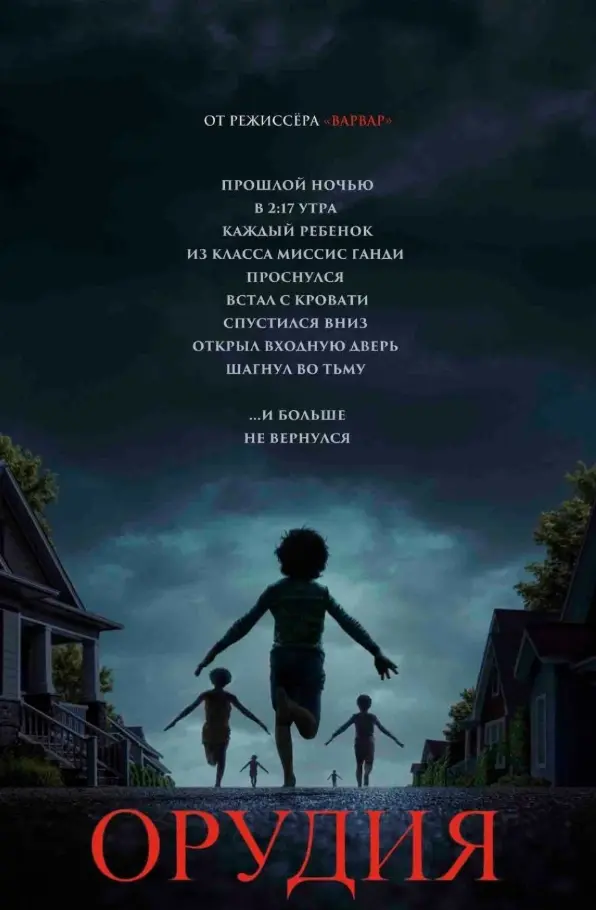 ОТ РЕЖИССЁРА «ВАРВАР»
ПРОШЛОЙ НОЧЬЮ
В 2:17 УТРА
КАЖДЫЙ РЕБЕНОК
ИЗ КЛАССА МИССИС ГАНДИ
ПРОСНУЛСЯ
ВСТАЛ С КРОВАТИ
СПУСТИЛСЯ ВНИЗ
ОТКРЫЛ ВХОДНУЮ ДВЕРЬ
ШАГНУЛ ВО ТЬМУ
...И БОЛЬШЕ
НЕ ВЕРНУЛСЯ
ОРУДИЯ